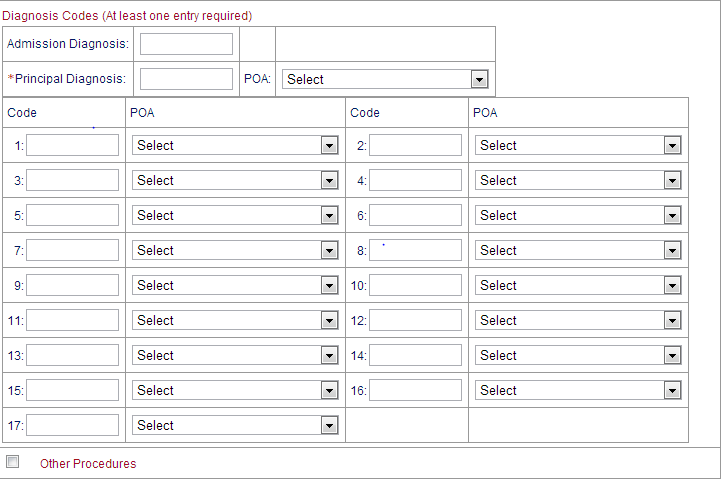 Diagnosis Codes (At least one entry required)
Admission Diagnosis:
*Principal Diagnosis: POA: Select
Code POA Code POA
1: Select 2: Select
3: Select 4: Select
5: Select 6: Select
7: Select 8: Select
9: Select 10: Select
11: Select 12: Select
13: Select 14: Select
15: Select 16: Select
17: Select
Other Procedures